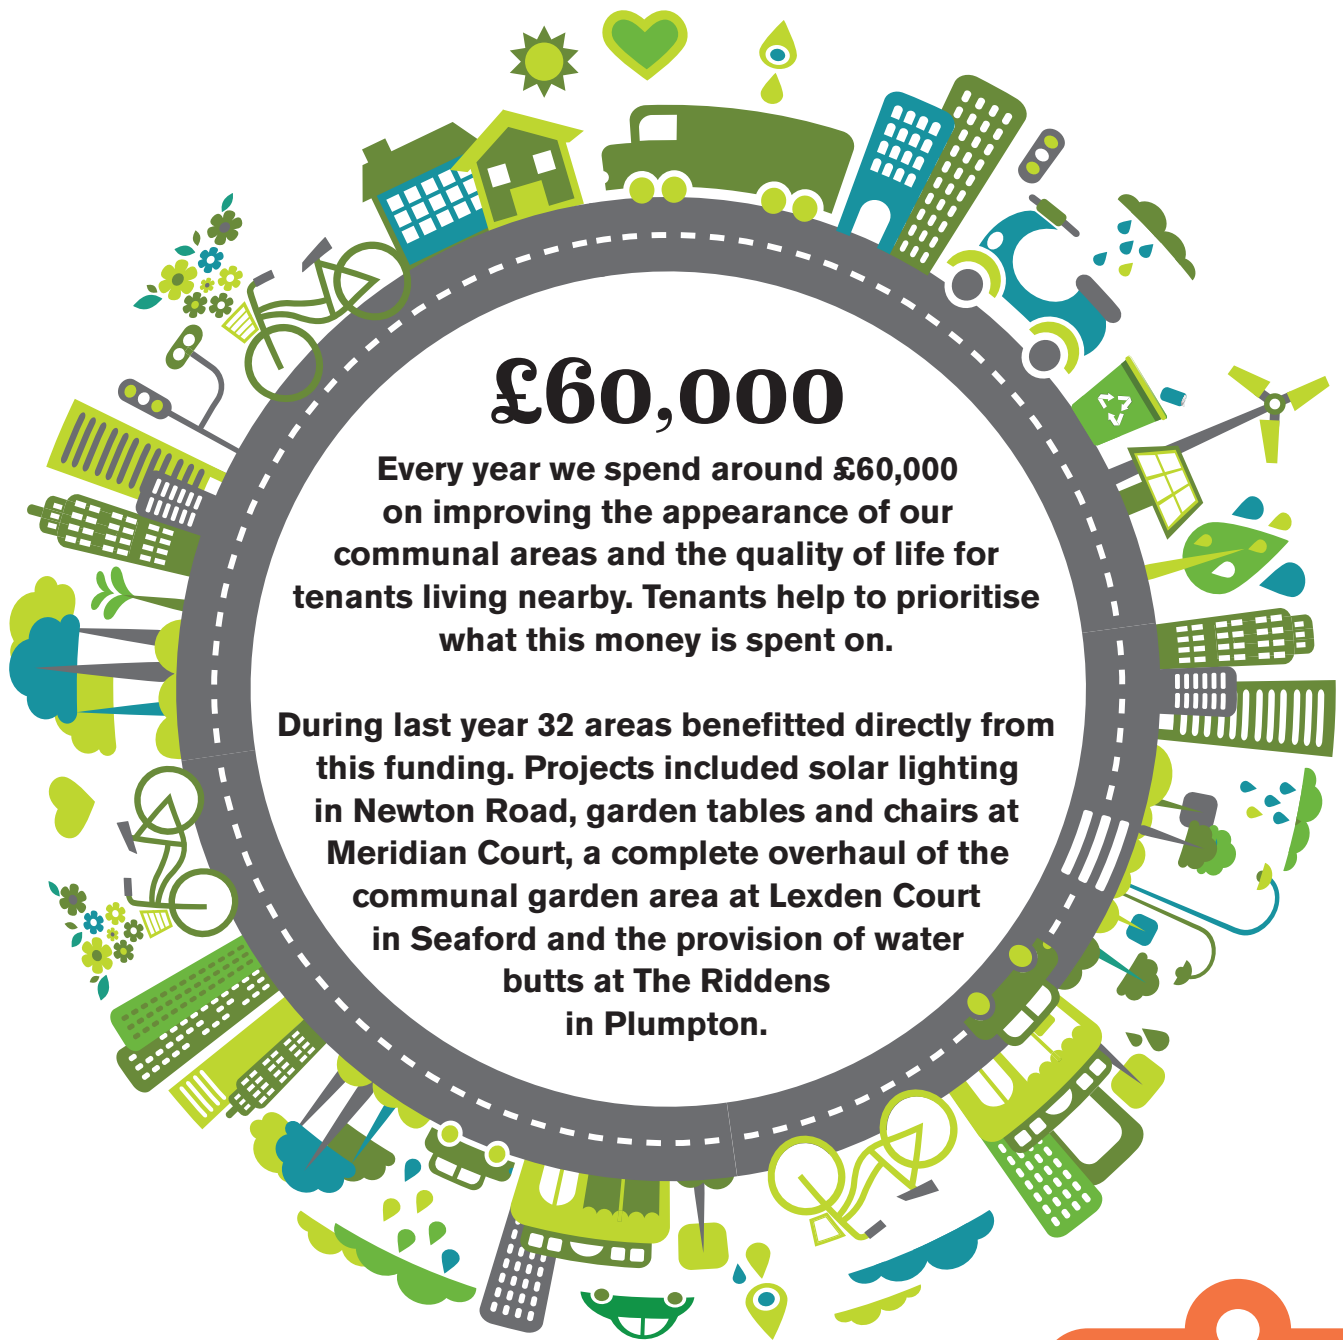 £60,000
Every year we spend around £60,000
on improving the appearance of our
communal areas and the quality of life for
tenants living nearby. Tenants help to prioritise
what this money is spent on.
During last year 32 areas benefitted directly from
this funding. Projects included solar lighting
in Newton Road, garden tables and chairs at
Meridian Court, a complete overhaul of the
communal garden area at Lexden Court
in Seaford and the provision of water
butts at The Riddens
in Plumpton.